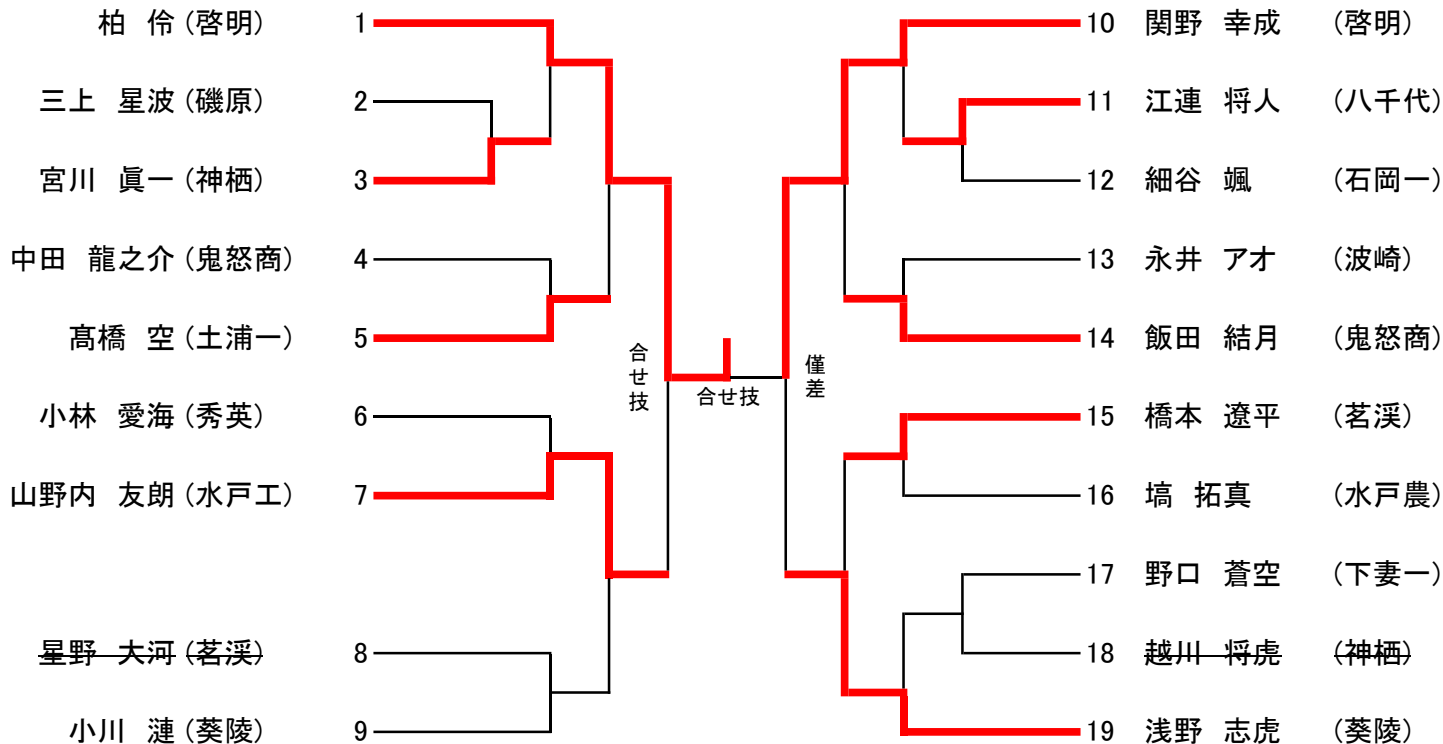 柏 伶 (啓明) 1
三上 星波 (磯原) 2
宮川 眞一 (神栖) 3
中田 龍之介 (鬼怒商) 4
髙橋 空 (土浦一) 5
小林 愛海 (秀英) 6
山野内 友朗 (水戸工) 7
星野 大河 (茗溪) 8
小川 漣 (葵陵) 9
合せ技
合せ技
僅差
10 関野 幸成 (啓明)
11 江連 将人 (八千代)
12 細谷 颯 (石岡一)
13 永井 アオ (波崎)
14 飯田 結月 (鬼怒商)
15 橋本 遼平 (茗溪)
16 塙 拓真 (水戸農)
17 野口 蒼空 (下妻一)
18 越川 将虎 (神栖)
19 浅野 志虎 (葵陵)